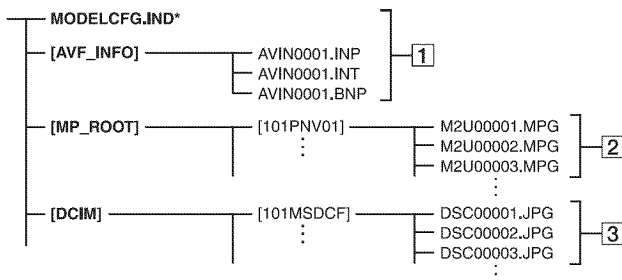 MODELCFG.IND*
[AVF_INFO] AVIN0001.INP
AVIN0001.INT
AVIN0001.BNP
1
[MP_ROOT] [101PNV01] M2U00001.MPG
M2U00002.MPG
M2U00003.MPG
2
[DCIM] [101MSDCF] DSC00001.JPG
DSC00002.JPG
DSC00003.JPG
3